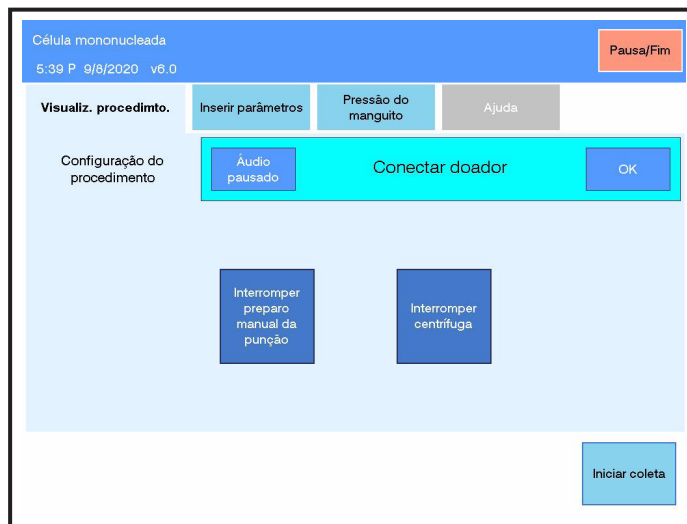 Célula mononucleada
5:39 P 9/8/2020 v6.0
Pausa/Fim
Visualiz. procedimto.
Inserir parâmetros
Pressão do
manguito
Ajuda
Configuração do
procedimento
Áudio
pausado
Conectar doador
OK
Interromper
preparo
manual da
punção
Interromper
centrífuga
Iniciar coleta